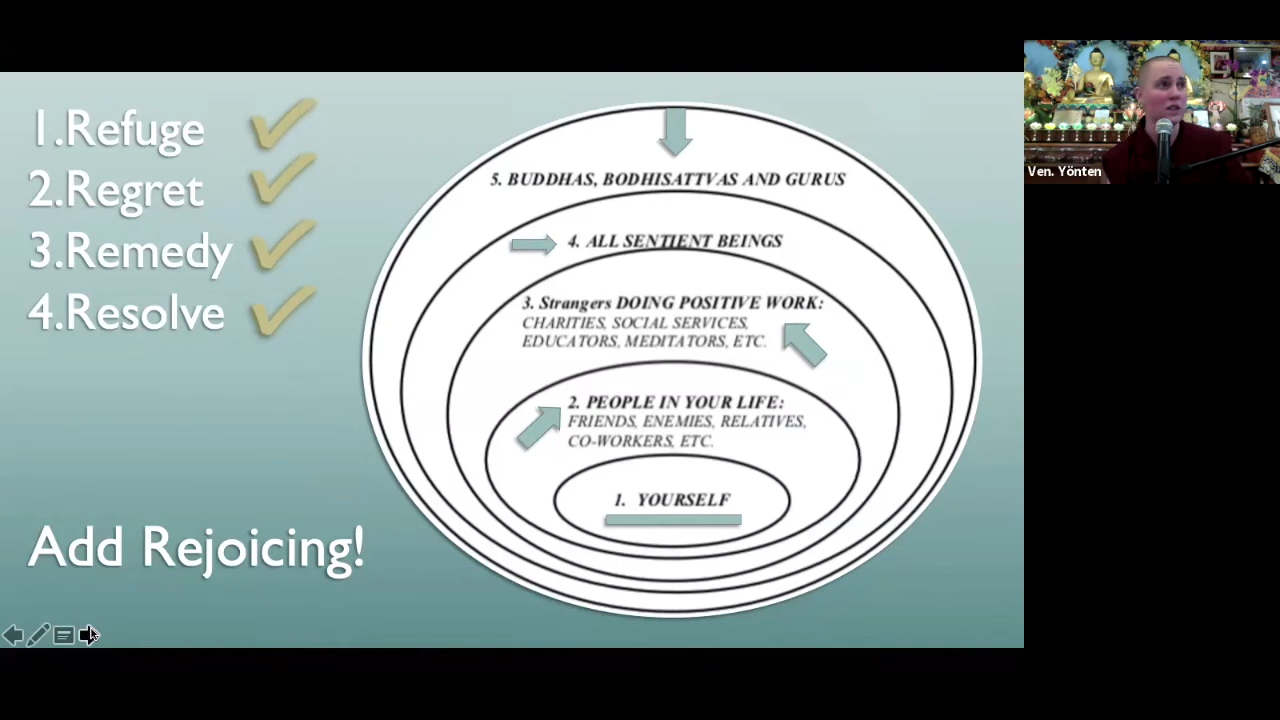 1.Refuge
2.Regret
3.Remedy
4.Resolve
Add Rejoicing!
5. BUDDHAS, BODHISATTVAS AND GURUS
4. ALL SENTIENT BEINGS
3. Strangers DOING POSITIVE WORK:
CHARITIES, SOCIAL SERVICES,
EDUCATORS, MEDITATORS, ETC.
2. PEOPLE IN YOUR LIFE:
FRIENDS, ENEMIES, RELATIVES,
CO-WORKERS, ETC.
1. YOURSELF
Ven. Yönten